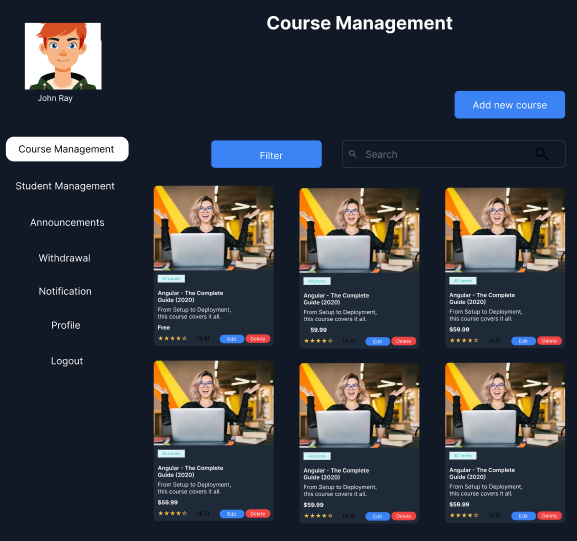 Course Management
John Ray
Add new course
Course Management
Filter
Search
Student Management
Announcements
Withdrawal
Notification
Profile
Logout
All Levels
Angular - The Complete
Guide (2020)
From Setup to Deployment,
this course covers it all.
Free
(4.5)
Edit
Delete
All Levels
Angular - The Complete
Guide (2020)
From Setup to Deployment,
this course covers it all.
59.99
(4.5)
Edit
Delete
All Levels
Angular - The Complete
Guide (2020)
From Setup to Deployment,
this course covers it all.
$59.99
(4.5)
Edit
Delete
All Levels
Angular - The Complete
Guide (2020)
From Setup to Deployment,
this course covers it all.
$59.99
(4.5)
Edit
Delete
All Levels
Angular - The Complete
Guide (2020)
From Setup to Deployment,
this course covers it all.
$59.99
(4.5)
Edit
Delete
All Levels
Angular - The Complete
Guide (2020)
From Setup to Deployment,
this course covers it all.
$59.99
(4.5)
Edit
Delete